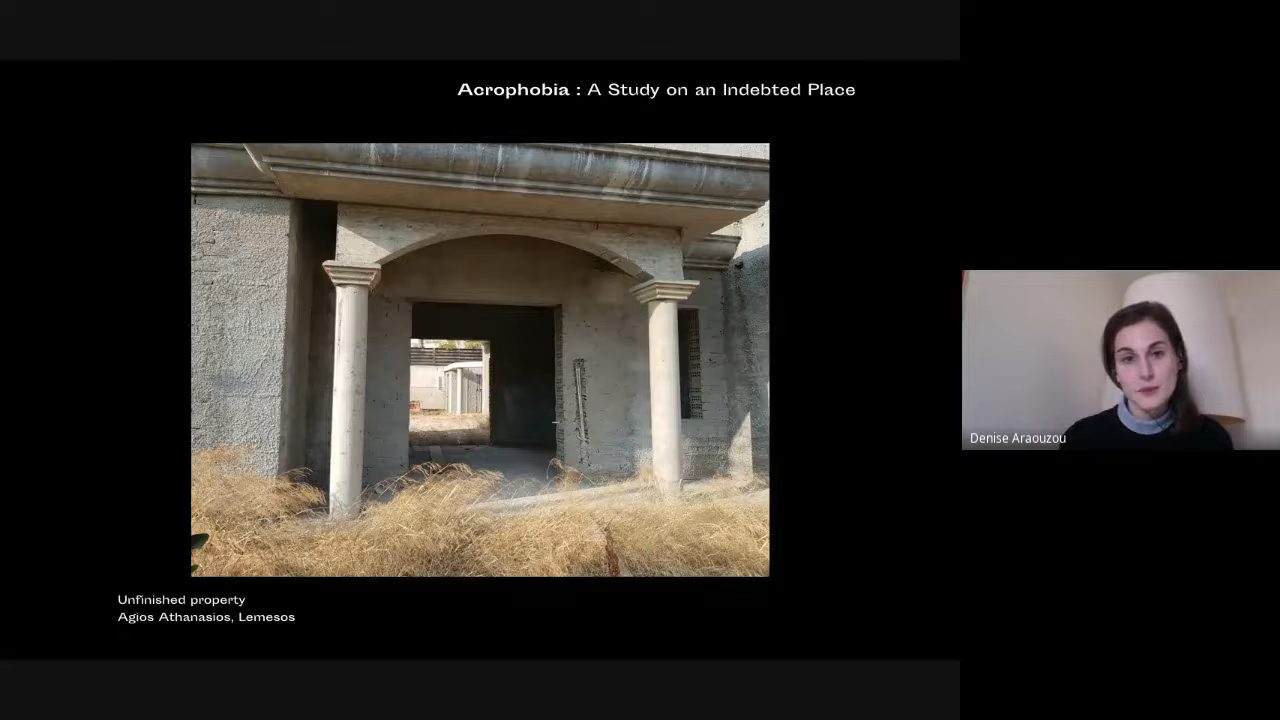 Acrophobia : A Study on an Indebted Place
Denise Araouzou
Unfinished property
Agios Athanasios, Lemesos